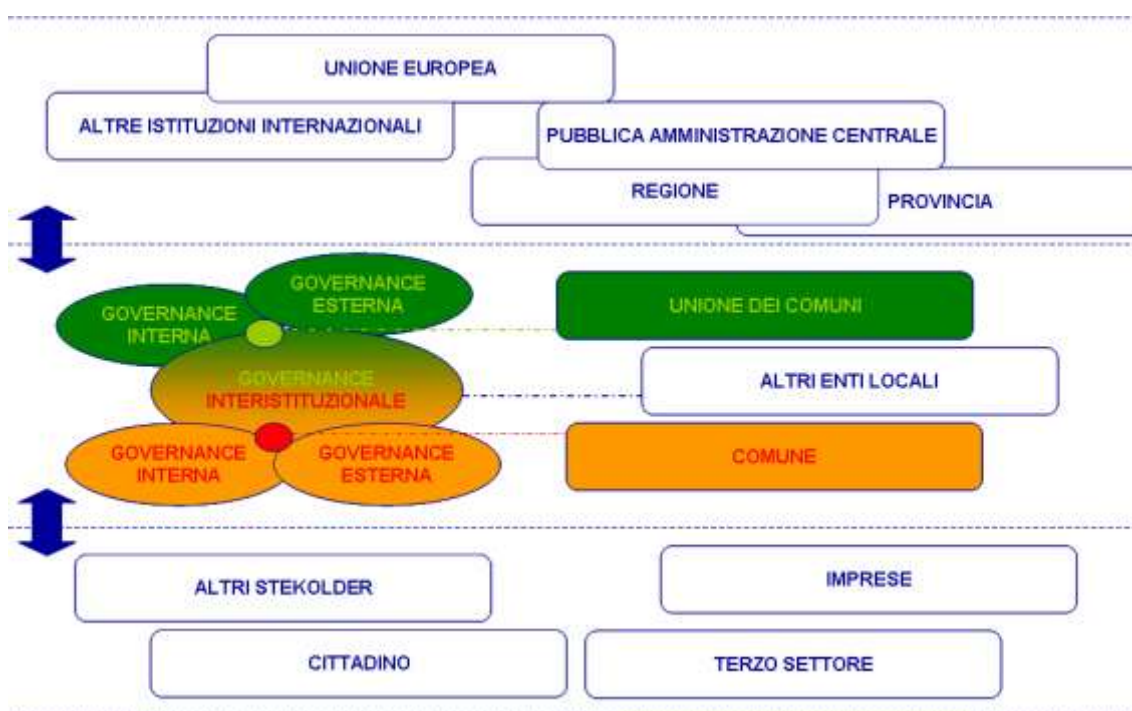 UNIONE EUROPEA
ALTRE ISTITUZIONI INTERNAZIONALI
PUBBLICA AMMINISTRAZIONE CENTRALE
REGIONE
PROVINCIA
GOVERNANCE
ESTERNA
GOVERNANCE
INTERNA
UNIONE DEI COMUNI
GOVERNANCE
INTERISTITUZIONALE
ALTRI ENTI LOCALI
GOVERNANCE
INTERNA
GOVERNANCE
ESTERNA
COMUNE
ALTRI STEKOLDER
IMPRESE
CITTADINO
TERZO SETTORE